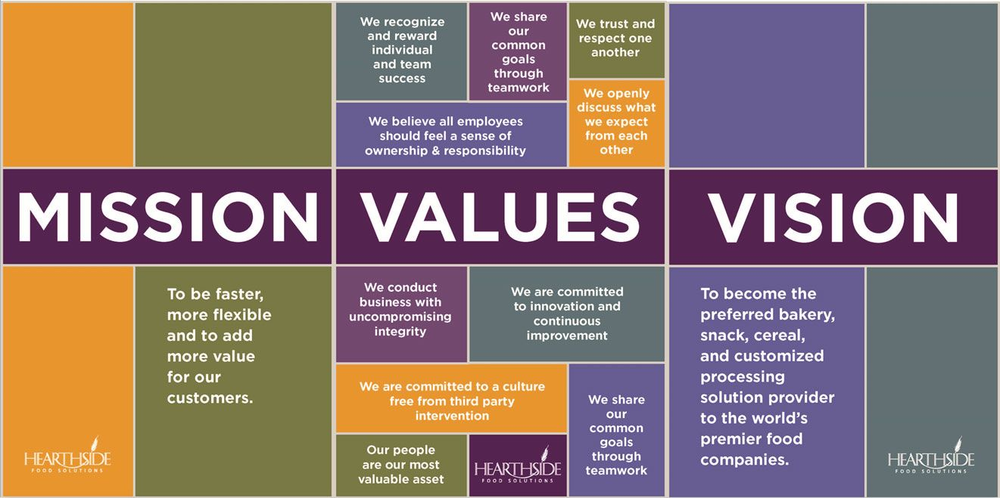 MISSION
To be faster,
more flexible
and to add
more value
for our
customers.
HEARTHSIDE
FOOD SOLUTIONS
We recognize
and reward
individual
and team
success
We share
our
common
goals
through
teamwork
We trust and
respect one
another
We believe all employees
should feel a sense of
ownership & responsibility
We openly
discuss what
we expect
from each
other
VALUES
We conduct
business with
uncompromising
integrity
We are committed
to innovation and
continuous
improvement
We are committed to a culture
free from third party
intervention
We share
our
common
goals
through
teamwork
Our people
are our most
valuable asset
HEARTHSIDE
FOOD SOLUTIONS
VISION
To become the
preferred bakery,
snack, cereal,
and customized
processing
solution provider
to the world's
premier food
companies.
HEARTHSIDE
FOOD SOLUTIONS